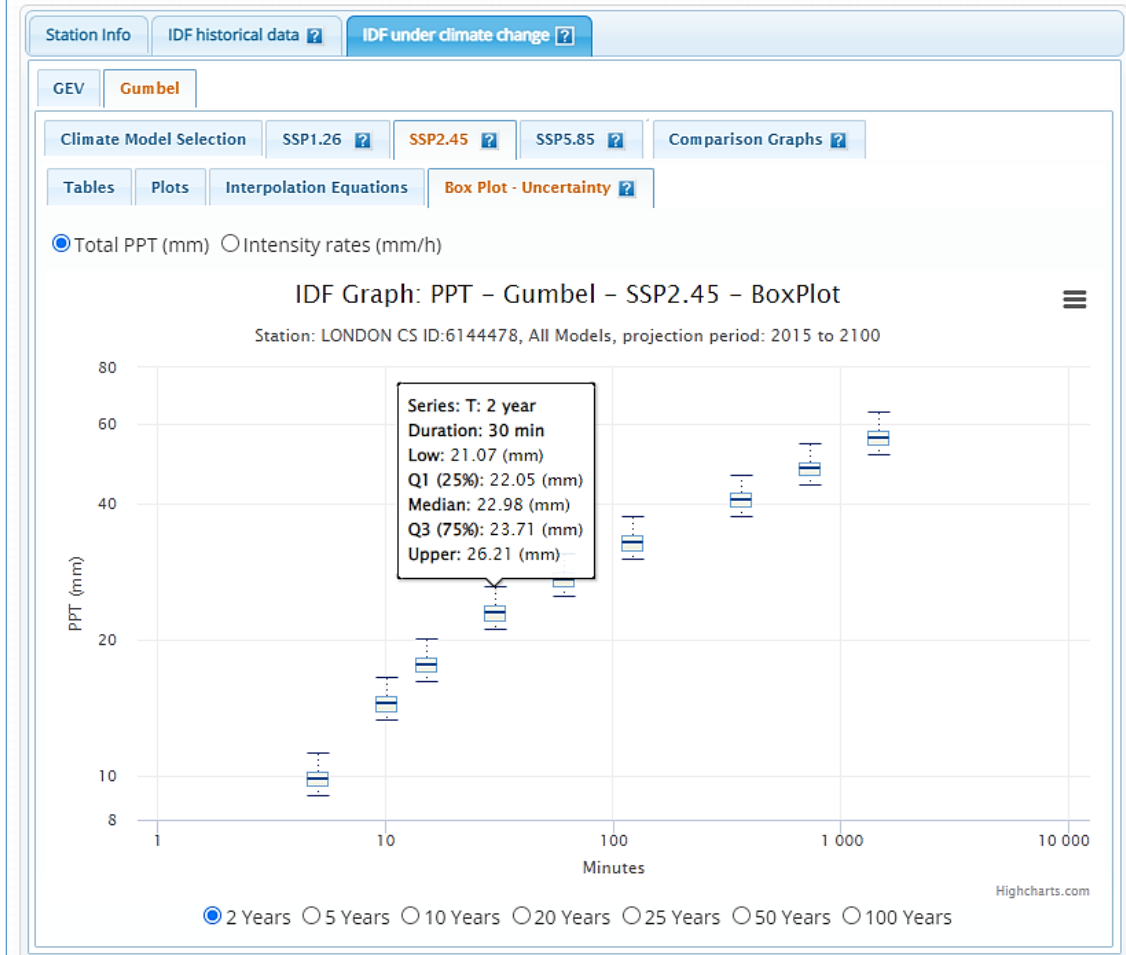 Station Info IDF historical data ? IDF under climate change ?
GEV Gumbel
Climate Model Selection SSP1.26 ? SSP2.45 ? SSP5.85 ? Comparison Graphs ?
Tables Plots Interpolation Equations Box Plot - Uncertainty ?
Total PPT (mm) Intensity rates (mm/h)
IDF Graph: PPT – Gumbel – SSP2.45 – BoxPlot
Station: LONDON CS ID:6144478, All Models, projection period: 2015 to 2100
80
60
40
20
10
8
PPT (mm)
Series: T: 2 year
Duration: 30 min
Low: 21.07 (mm)
Q1 (25%): 22.05 (mm)
Median: 22.98 (mm)
Q3 (75%): 23.71 (mm)
Upper: 26.21 (mm)
1 10 100 1 000 10 000
Minutes
Highcharts.com
2 Years 5 Years 10 Years 20 Years 25 Years 50 Years 100 Years